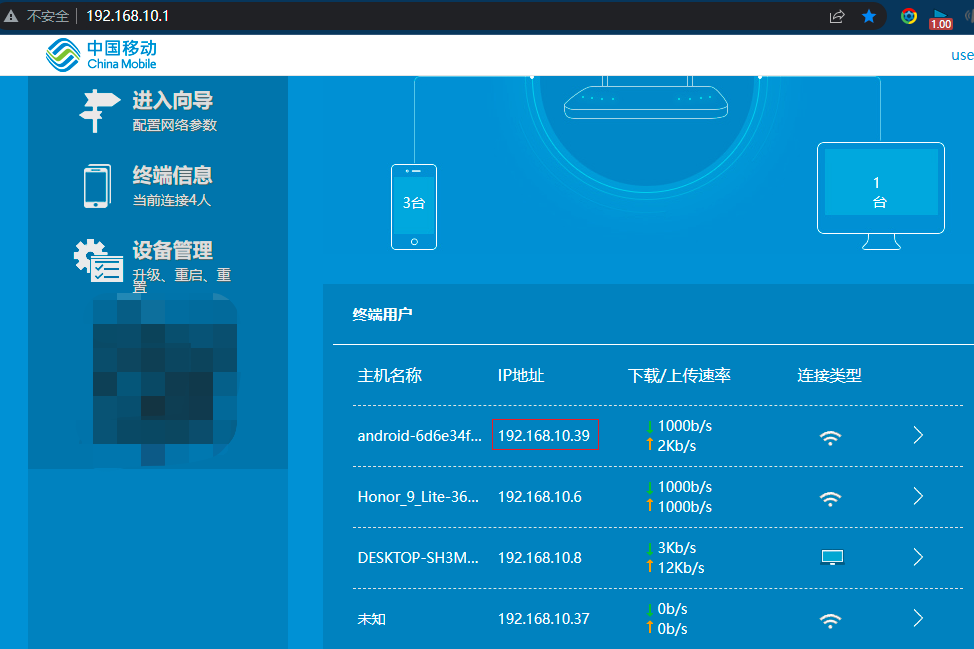 不安全 192.168.10.1
1.00
中国移动
China Mobile
use
进入向导
配置网络参数
终端信息
当前连接4人
设备管理
升级、重启、重
置
3台
1
台
终端用户
主机名称 IP地址 下载/上传速率 连接类型
android-6d6e34f... 192.168.10.39 ↓ 1000b/s
↑ 2Kb/s
Honor_9_Lite-36... 192.168.10.6 ↓ 1000b/s
↑ 1000b/s
DESKTOP-SH3M... 192.168.10.8 ↓ 3Kb/s
↑ 12Kb/s
未知 192.168.10.37 ↓ 0b/s
↑ 0b/s